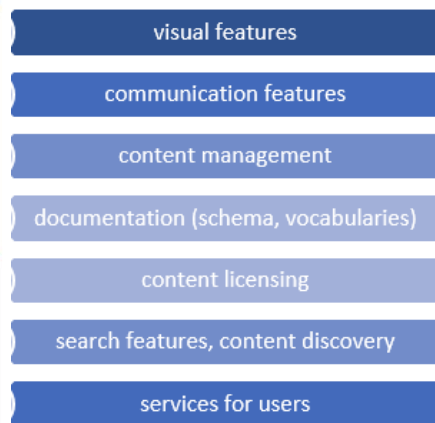 visual features
communication features
content management
documentation (schema, vocabularies)
content licensing
search features, content discovery
services for users